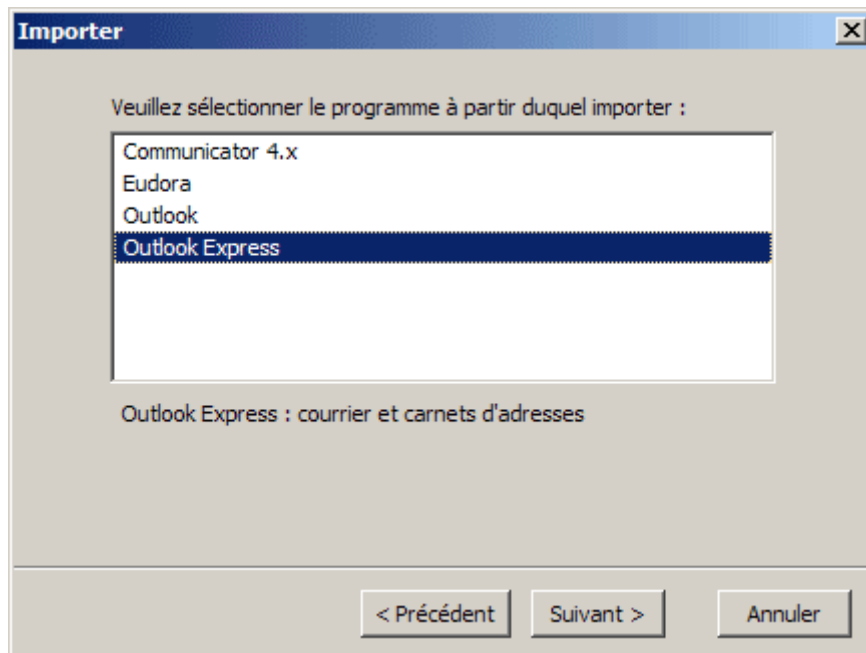 Importer
Veuillez sélectionner le programme à partir duquel importer :
Communicator 4.x
Eudora
Outlook
Outlook Express
Outlook Express : courrier et carnets d'adresses
< Précédent Suivant > Annuler